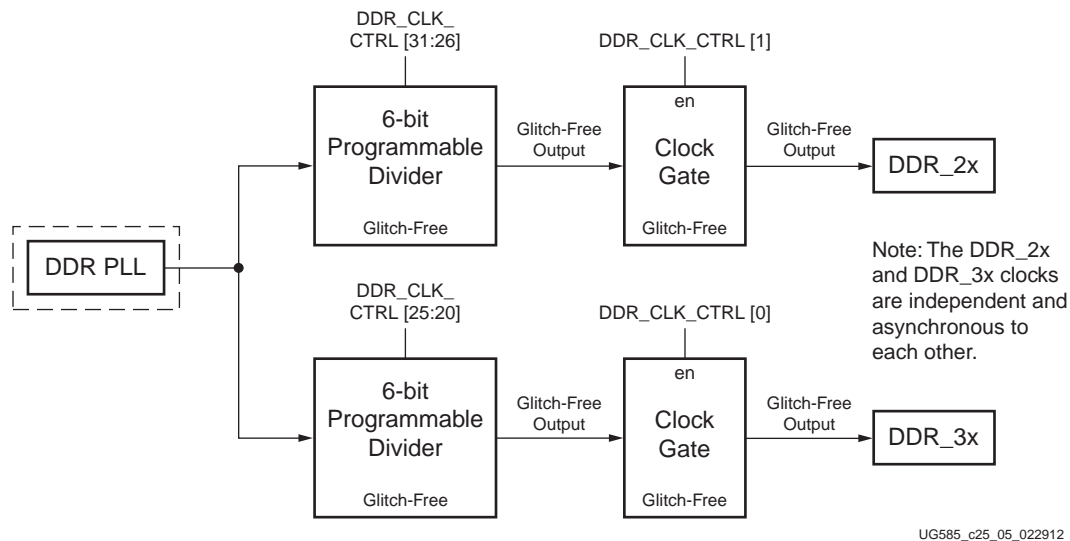 DDR_CLK_
CTRL [31:26]
DDR_CLK_CTRL [1]
6-bit
Programmable
Divider
Glitch-Free
Glitch-Free
Output
en
Clock
Gate
Glitch-Free
Glitch-Free
Output
DDR_2x
DDR PLL
Note: The DDR_2x
and DDR_3x clocks
are independent and
asynchronous to
each other.
DDR_CLK_
CTRL [25:20]
DDR_CLK_CTRL [0]
6-bit
Programmable
Divider
Glitch-Free
Glitch-Free
Output
en
Clock
Gate
Glitch-Free
Glitch-Free
Output
DDR_3x
UG585_c25_05_022912